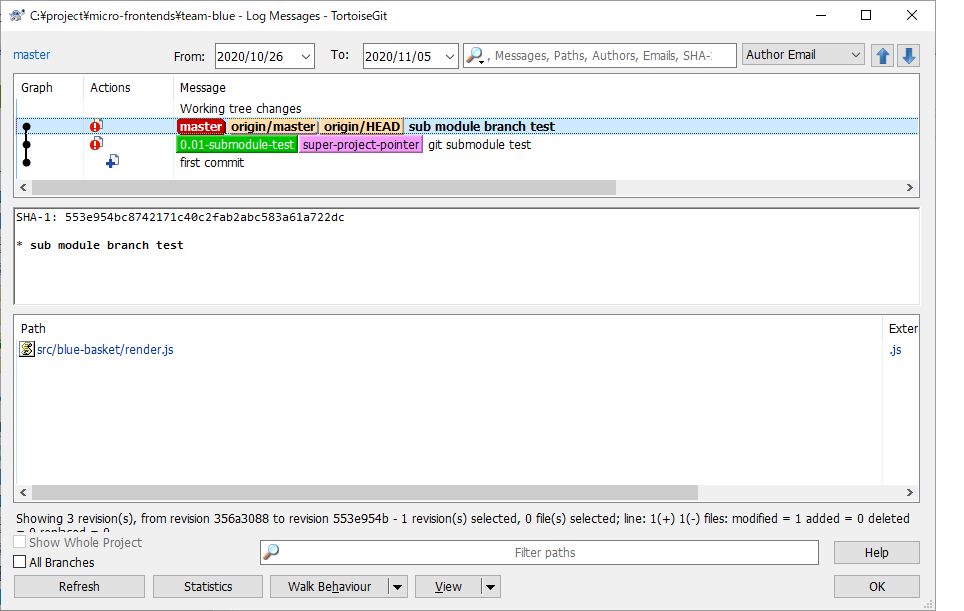 C:¥project¥micro-frontends¥team-blue - Log Messages - TortoiseGit
master From: 2020/10/26 To: 2020/11/05 , Messages, Paths, Authors, Emails, SHA-: Author Email
Graph Actions Message
Working tree changes
master origin/master origin/HEAD sub module branch test
0.01-submodule-test super-project-pointer git submodule test
first commit
SHA-1: 553e954bc8742171c40c2fab2abc583a61a722dc
* sub module branch test
Path Exter
src/blue-basket/render.js .js
Showing 3 revision(s), from revision 356a3088 to revision 553e954b - 1 revision(s) selected, 0 file(s) selected; line: 1(+) 1(-) files: modified = 1 added = 0 deleted
= 0 replaced = 0
Show Whole Project
All Branches
Filter paths
Help
Refresh Statistics Walk Behaviour View OK